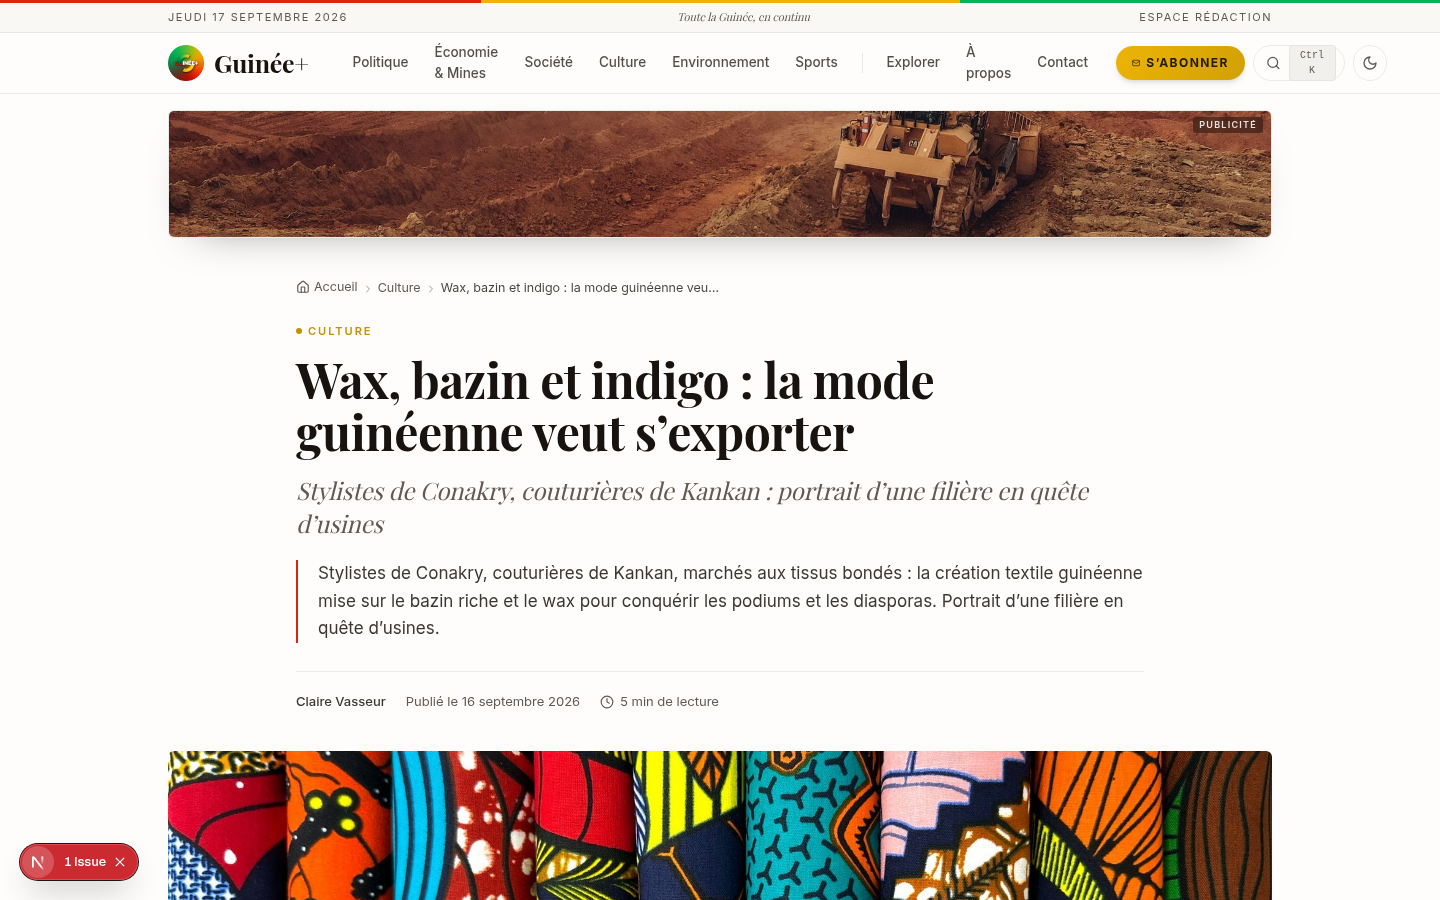 JEUDI 17 SEPTEMBRE 2026
Toute la Guinée, en continu
ESPACE RÉDACTION
Guinée+
Politique
Économie
& Mines
Société
Culture
Environnement
Sports
Explorer
À
propos
Contact
S’ABONNER
Ctrl
K
PUBLICITÉ
Accueil
Culture
Wax, bazin et indigo : la mode guinéenne veu...
CULTURE
Wax, bazin et indigo : la mode
guinéenne veut s’exporter
Stylistes de Conakry, couturières de Kankan : portrait d’une filière en quête
d’usines
Stylistes de Conakry, couturières de Kankan, marchés aux tissus bondés : la création textile guinéenne
mise sur le bazin riche et le wax pour conquérir les podiums et les diasporas. Portrait d’une filière en
quête d’usines.
Claire Vasseur
Publié le 16 septembre 2026
5 min de lecture
N
1 Issue